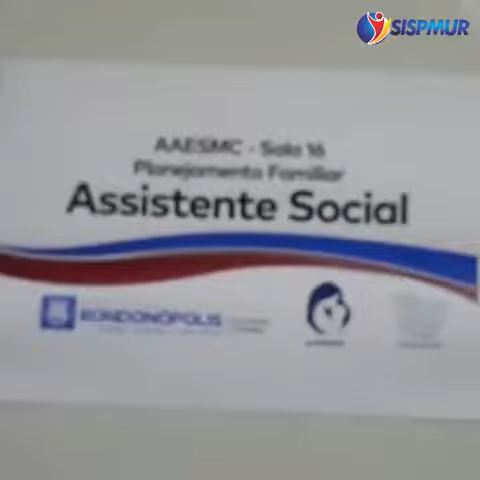 SISPMUR
AAESMC - Sala 16
Planejamento Familiar
Assistente Social
RONDONÓPOLIS